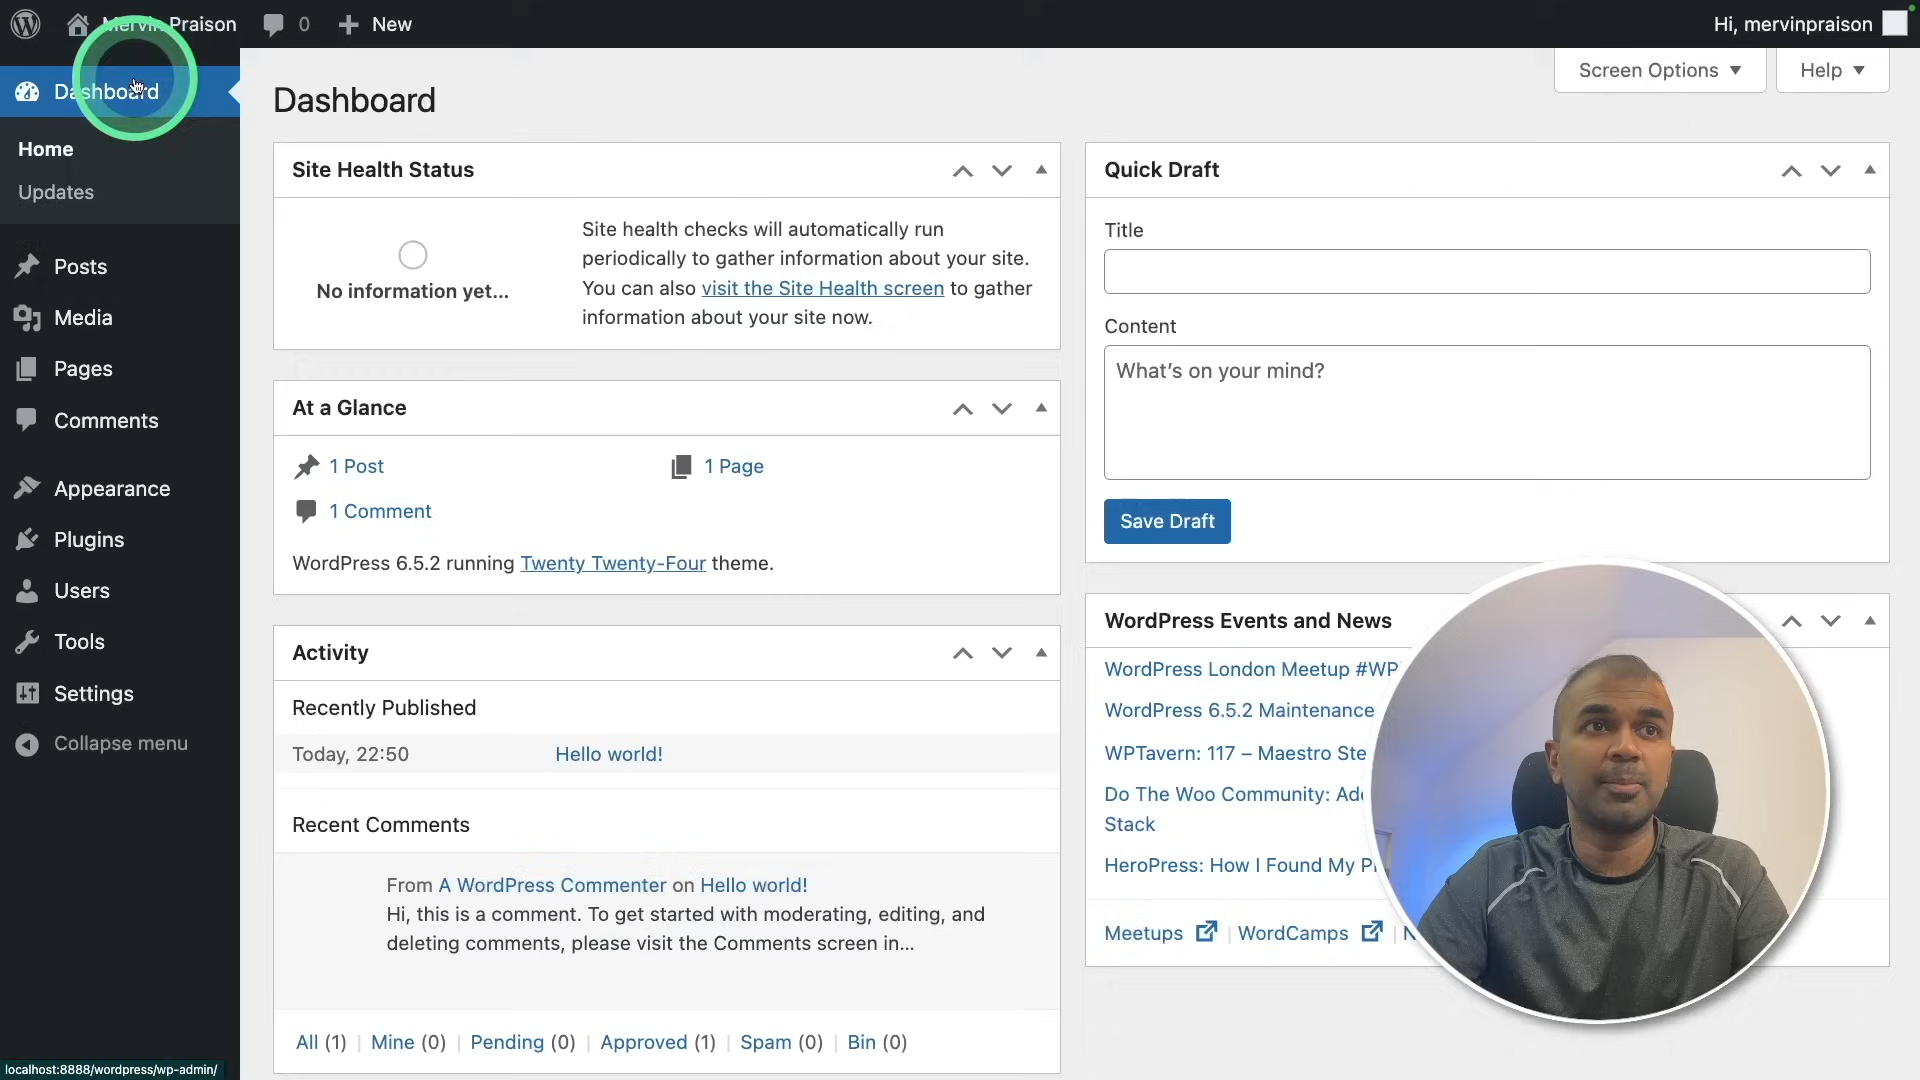 Mervin Praison
0
New
Hi, mervinpraison
Dashboard
Home
Updates
Posts
Media
Pages
Comments
Appearance
Plugins
Users
Tools
Settings
Collapse menu
localhost:8888/wordpress/wp-admin/
Screen Options
Help
Dashboard
Site Health Status
No information yet...
Site health checks will automatically run
periodically to gather information about your site.
You can also visit the Site Health screen to gather
information about your site now.
At a Glance
1 Post
1 Page
1 Comment
WordPress 6.5.2 running Twenty Twenty-Four theme.
Activity
Recently Published
Today, 22:50 Hello world!
Recent Comments
From A WordPress Commenter on Hello world!
Hi, this is a comment. To get started with moderating, editing, and
deleting comments, please visit the Comments screen in...
All (1) | Mine (0) | Pending (0) | Approved (1) | Spam (0) | Bin (0)
Quick Draft
Title
Content
What's on your mind?
Save Draft
WordPress Events and News
WordPress London Meetup #WP
WordPress 6.5.2 Maintenance
WPTavern: 117 – Maestro Ste
Do The Woo Community:
Stack
HeroPress: How I Found My
Meetups | WordCamps |